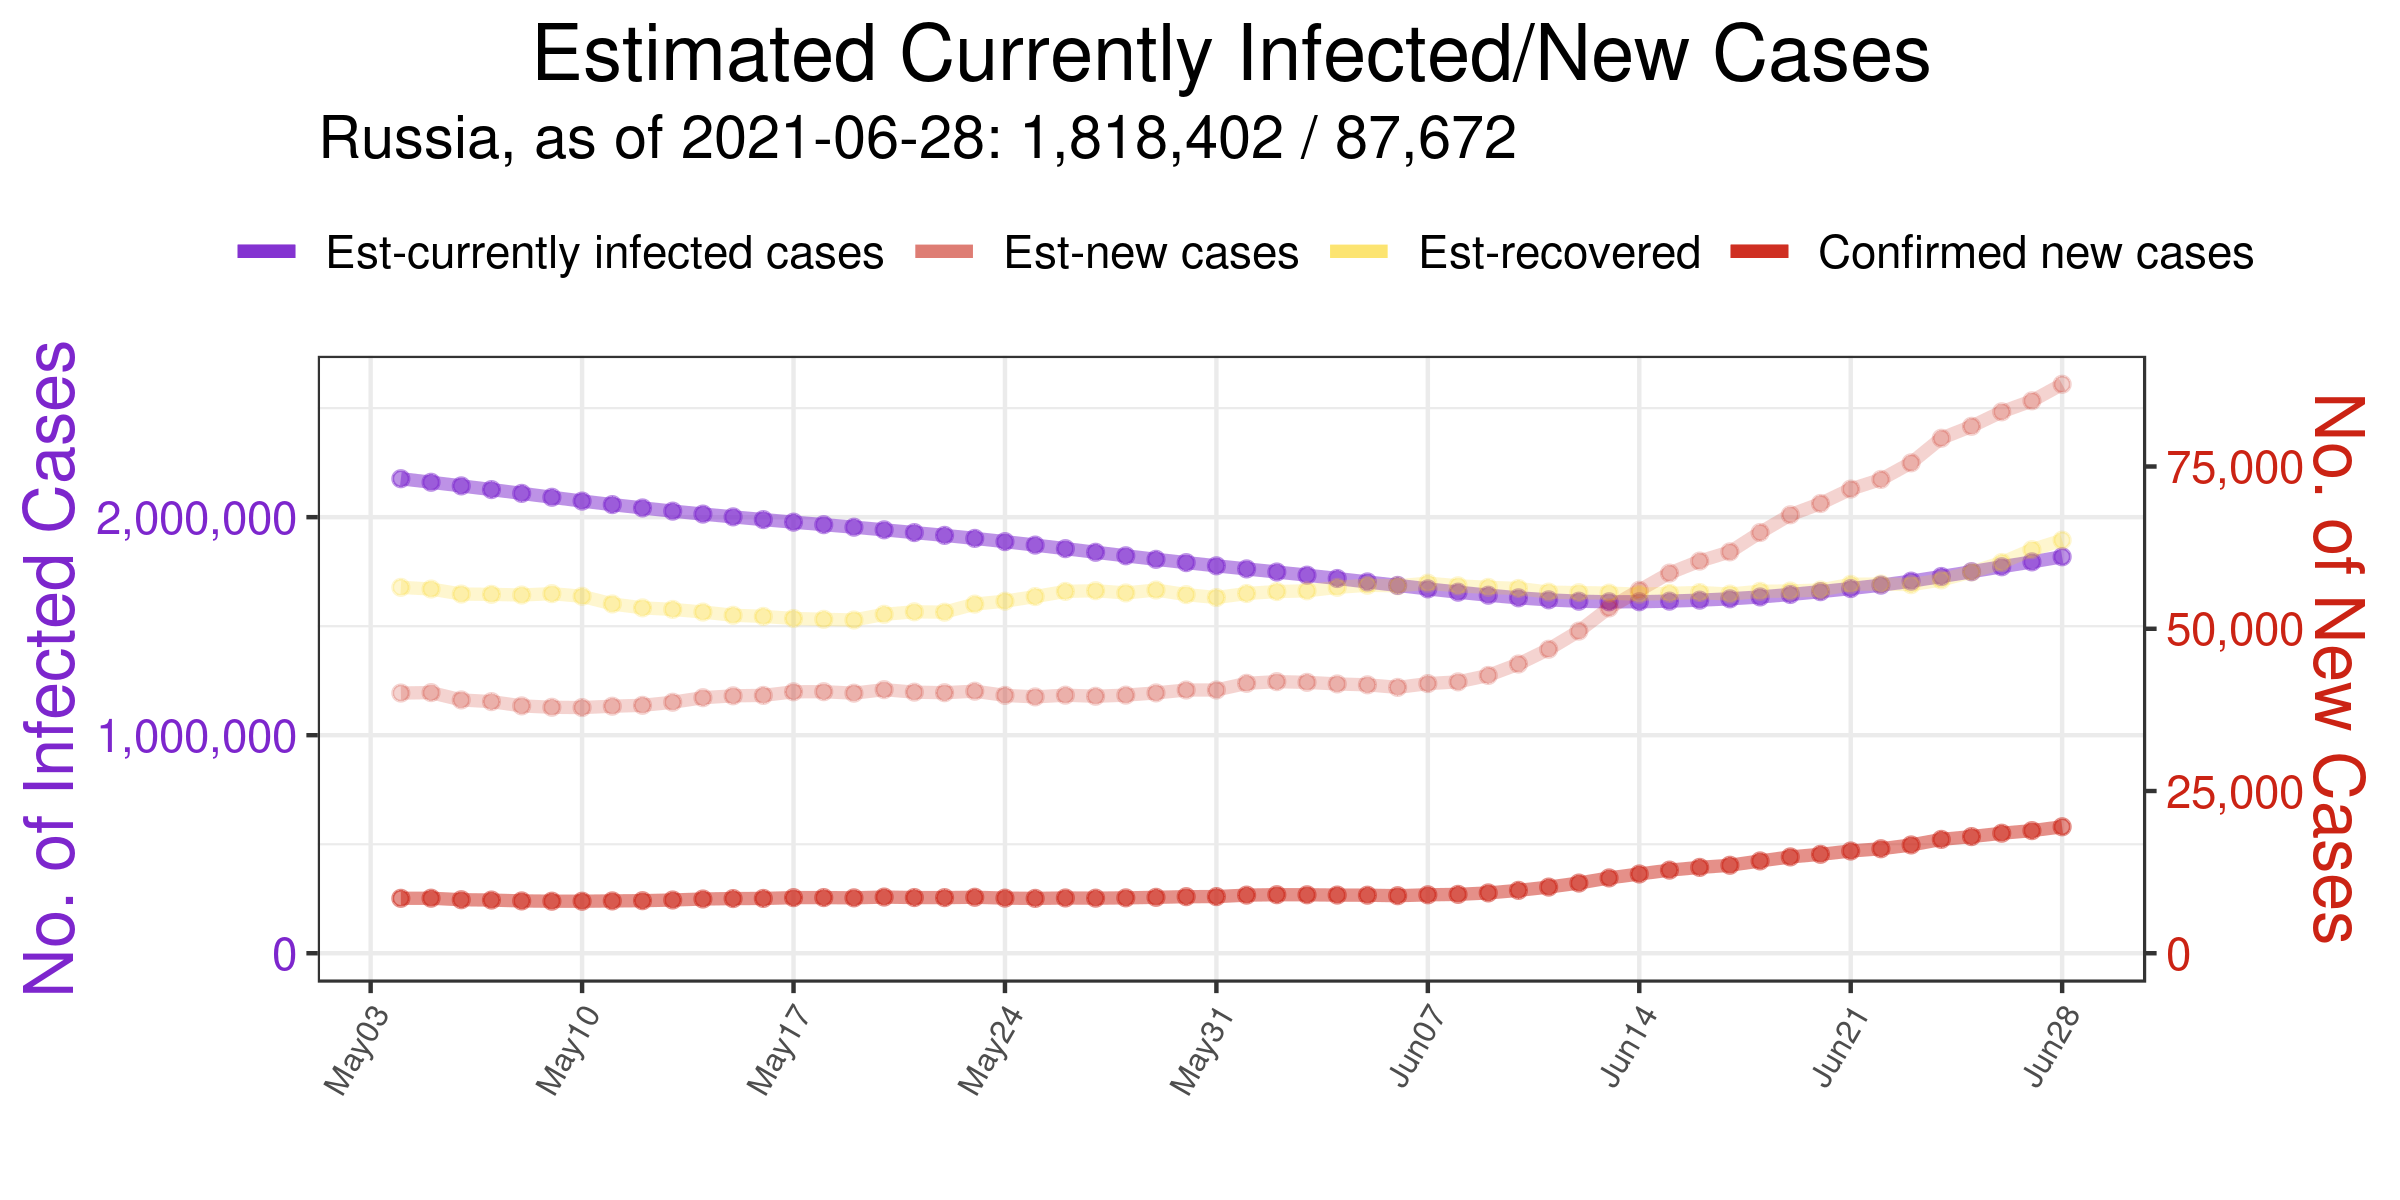 Estimated Currently Infected/New Cases
Russia, as of 2021-06-28: 1,818,402 / 87,672
Est-currently infected cases Est-new cases Est-recovered Confirmed new cases
No. of Infected Cases
2,000,000
1,000,000
0
75,000
50,000
25,000
0
No. of New Cases
May03 May10 May17 May24 May31 Jun07 Jun14 Jun21 Jun28